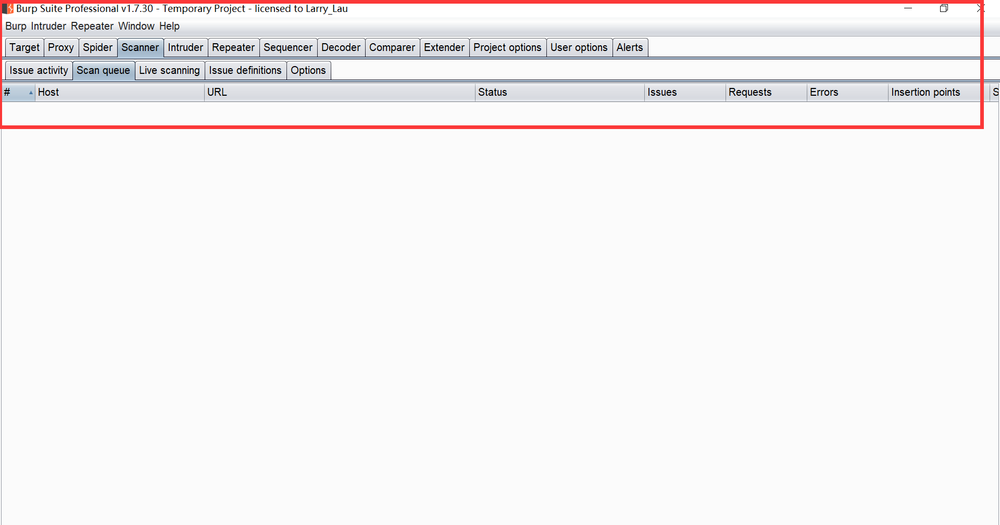 Burp Suite Professional v1.7.30 - Temporary Project - licensed to Larry_Lau
Burp Intruder Repeater Window Help
Target Proxy Spider Scanner Intruder Repeater Sequencer Decoder Comparer Extender Project options User options Alerts
Issue activity Scan queue Live scanning Issue definitions Options
# Host URL Status Issues Requests Errors Insertion points S